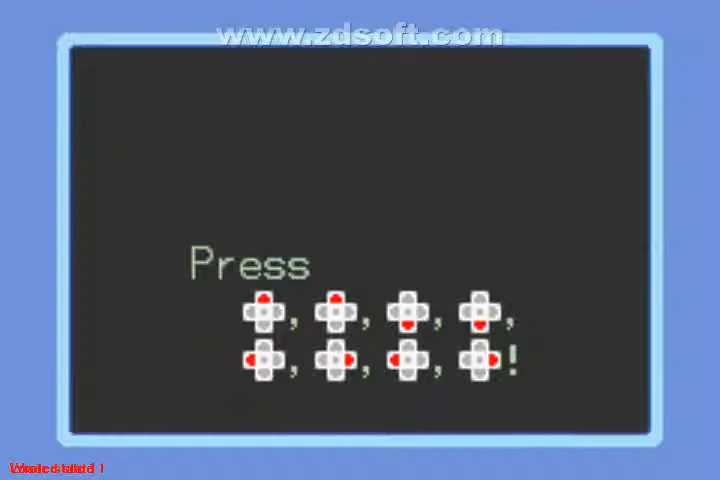 www.zdsoft.com
Press
, , , ,
, , , !